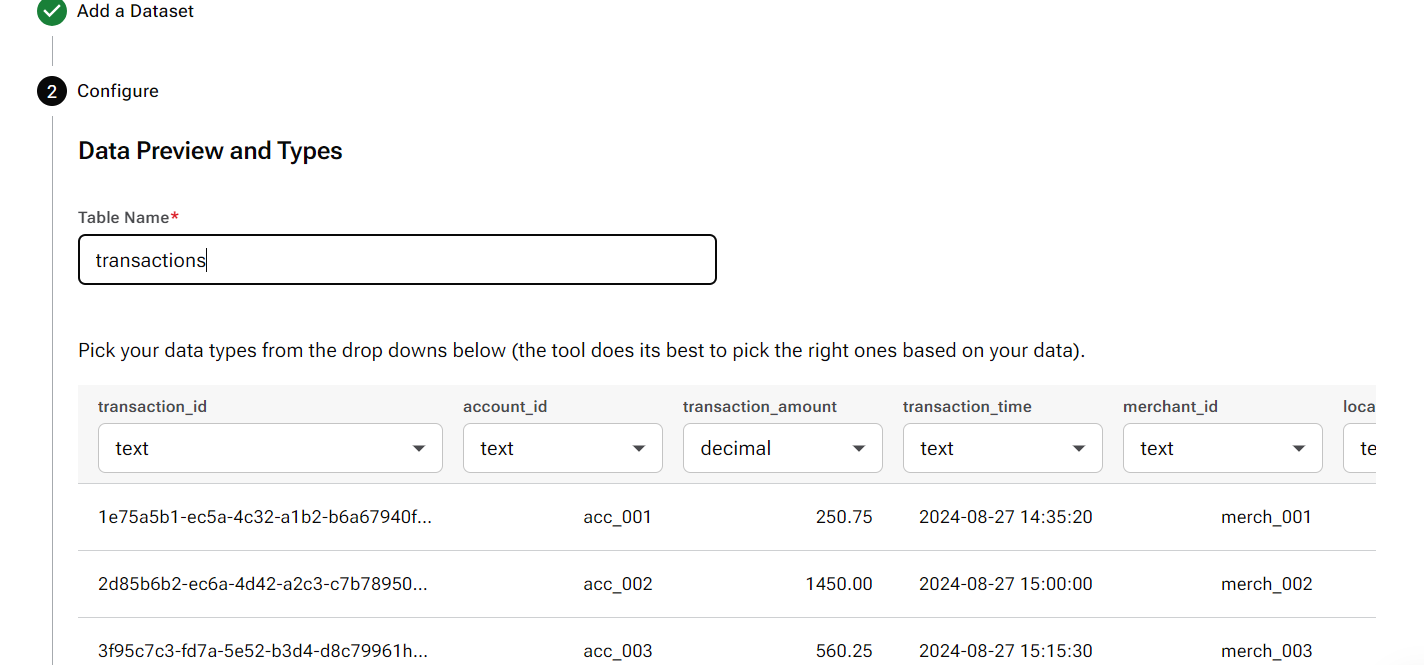 Add a Dataset
2 Configure
Data Preview and Types
Table Name*
transactions
Pick your data types from the drop downs below (the tool does its best to pick the right ones based on your data).
transaction_id account_id transaction_amount transaction_time merchant_id loca
text text decimal text text te
1e75a5b1-ec5a-4c32-a1b2-b6a67940f... acc_001 250.75 2024-08-27 14:35:20 merch_001
2d85b6b2-ec6a-4d42-a2c3-c7b78950... acc_002 1450.00 2024-08-27 15:00:00 merch_002
3f95c7c3-fd7a-5e52-b3d4-d8c79961h... acc_003 560.25 2024-08-27 15:15:30 merch_003